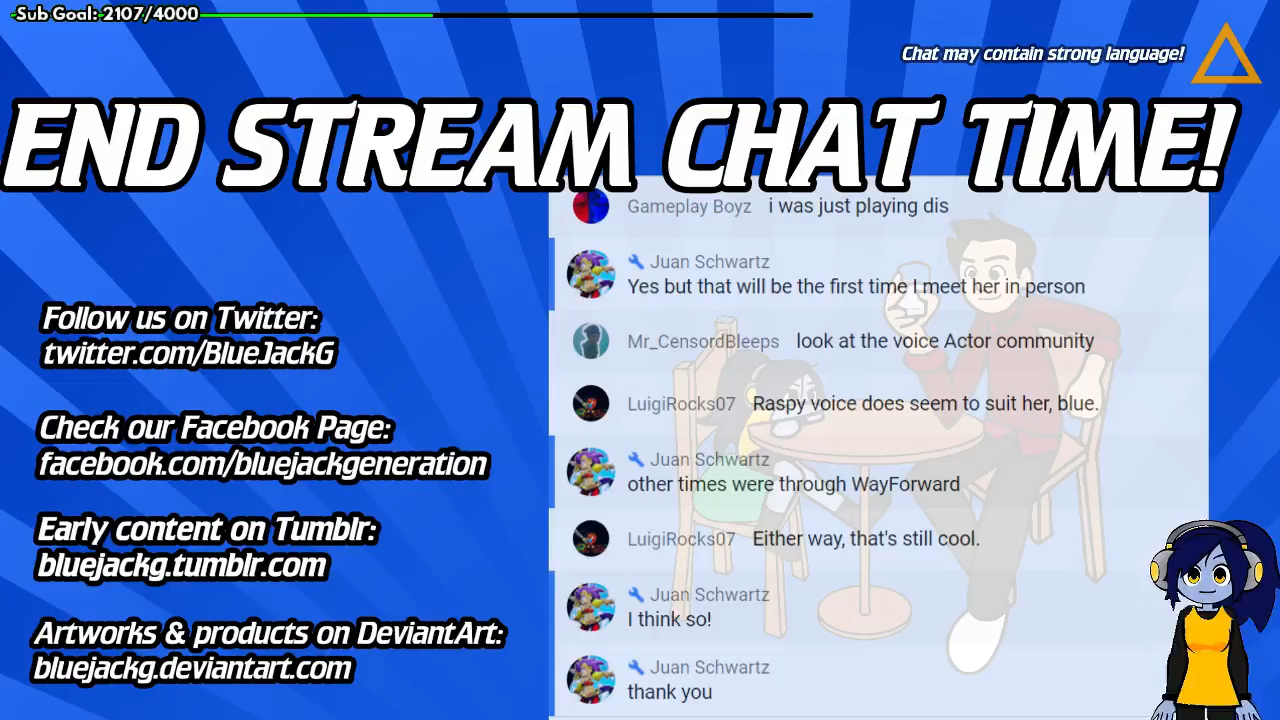 Sub Goal: 2107/4000
Chat may contain strong language!
END STREAM CHAT TIME!
Follow us on Twitter:
twitter.com/BlueJackG
Check our Facebook Page:
facebook.com/bluejackgeneration
Early content on Tumblr:
bluejackg.tumblr.com
Artworks & products on DeviantArt:
bluejackg.deviantart.com
Gameplay Boyz i was just playing dis
Juan Schwartz
Yes but that will be the first time I meet her in person
Mr_CensordBleeps look at the voice Actor community
LuigiRocks07 Raspy voice does seem to suit her, blue.
Juan Schwartz
other times were through WayForward
LuigiRocks07 Either way, that's still cool.
Juan Schwartz
I think so!
Juan Schwartz
thank you